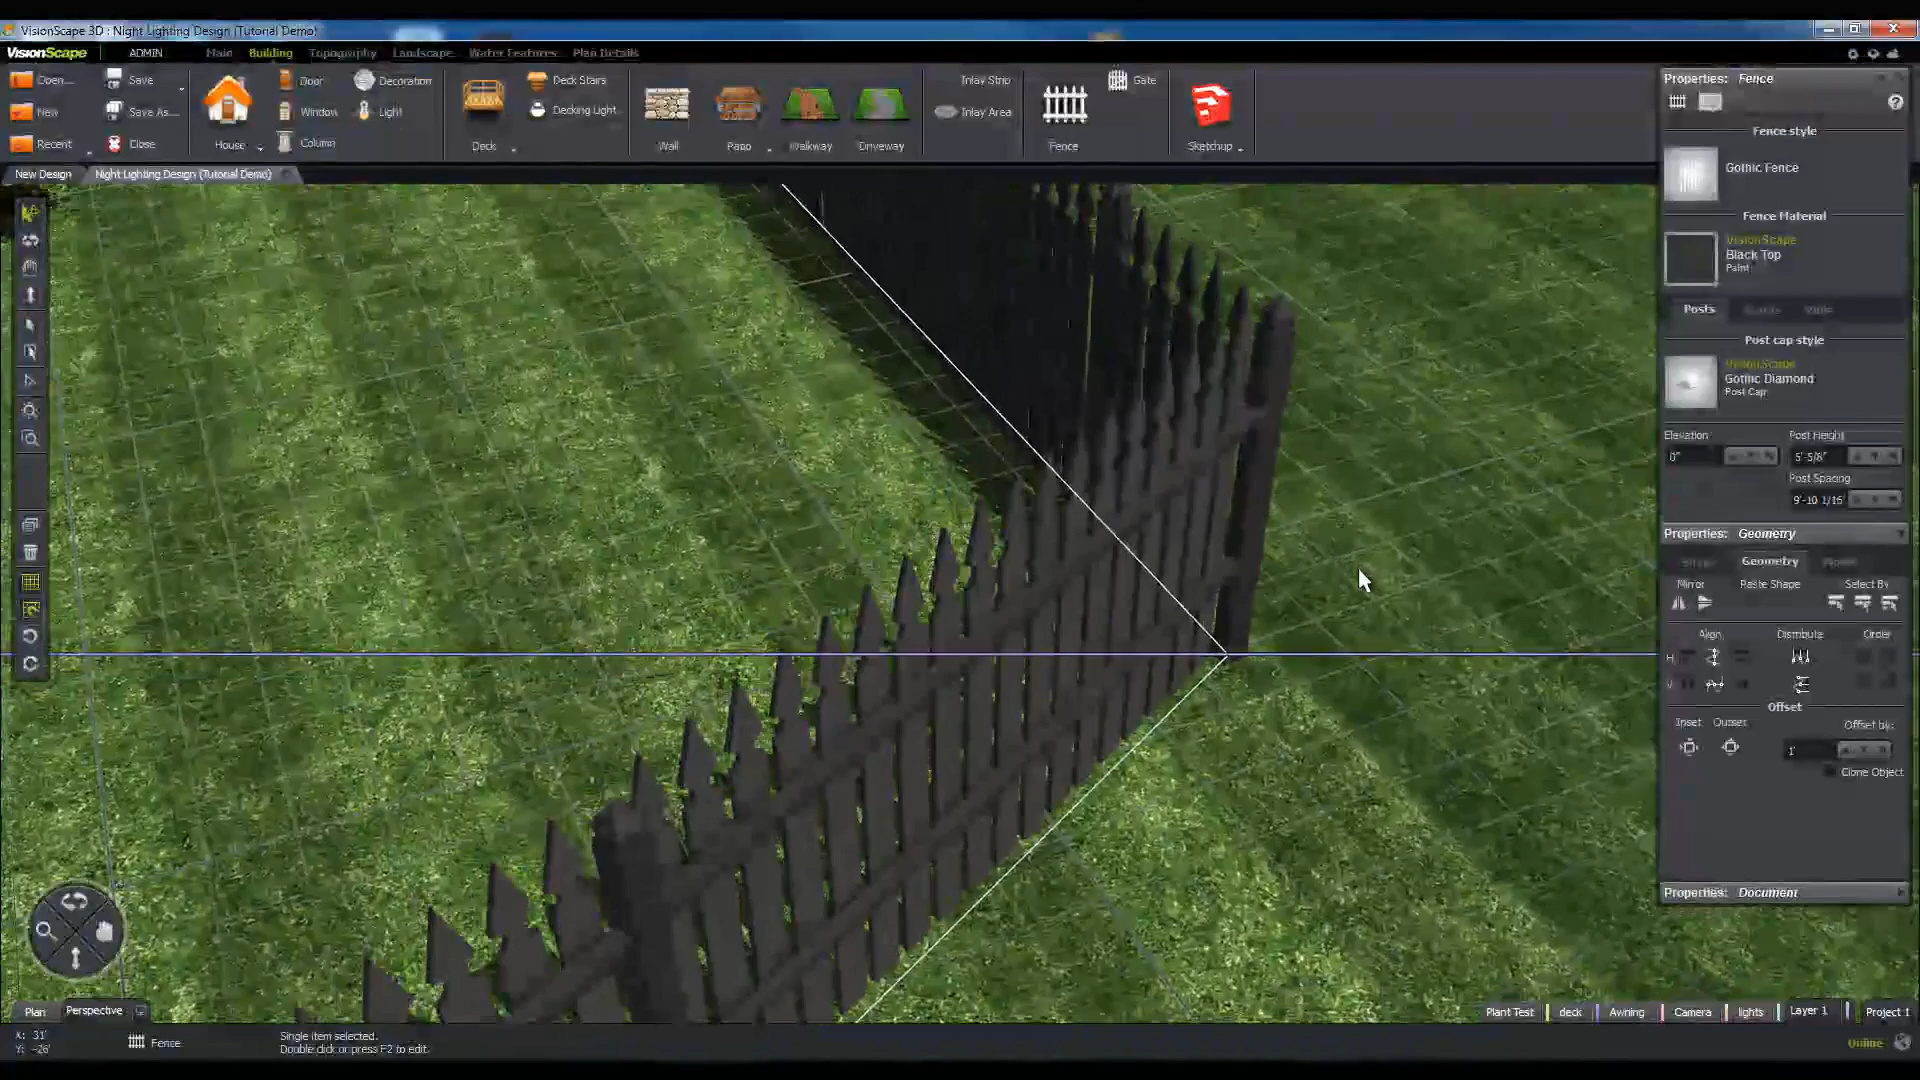 VisionScape 3D : Night Lighting Design (Tutorial Demo)
VisionScape ADMIN Main Building Topography Landscape Water Features Plan Details
Open... Save Door Decoration Deck Stairs Inlay Strip Gate
New Save As... Window Light Decking Light Inlay Area
Recent Close House Column Deck Wall Patio Walkway Driveway Fence Sketchup
New Design Night Lighting Design (Tutorial Demo)
Properties: Fence
Fence style
Gothic Fence
Fence Material
VisionScape
Black Top
Paint
Posts
Post cap style
VisionScape
Gothic Diamond
Post Cap
Elevation Post Height
0" 5' 5/8"
Post Spacing
9'-10 1/16
Properties: Geometry
Geometry
Mirror Paste Shape Select By
Align Distribute Order
H
V
Offset
Inset Outset Offset by:
1'
Clone Object
Properties: Document
Plan Perspective
Plant Test deck Awning Camera lights Layer 1 Project 1
X: 31'
Y: -26'
Fence
Single item selected.
Double click or press F2 to edit.
Online